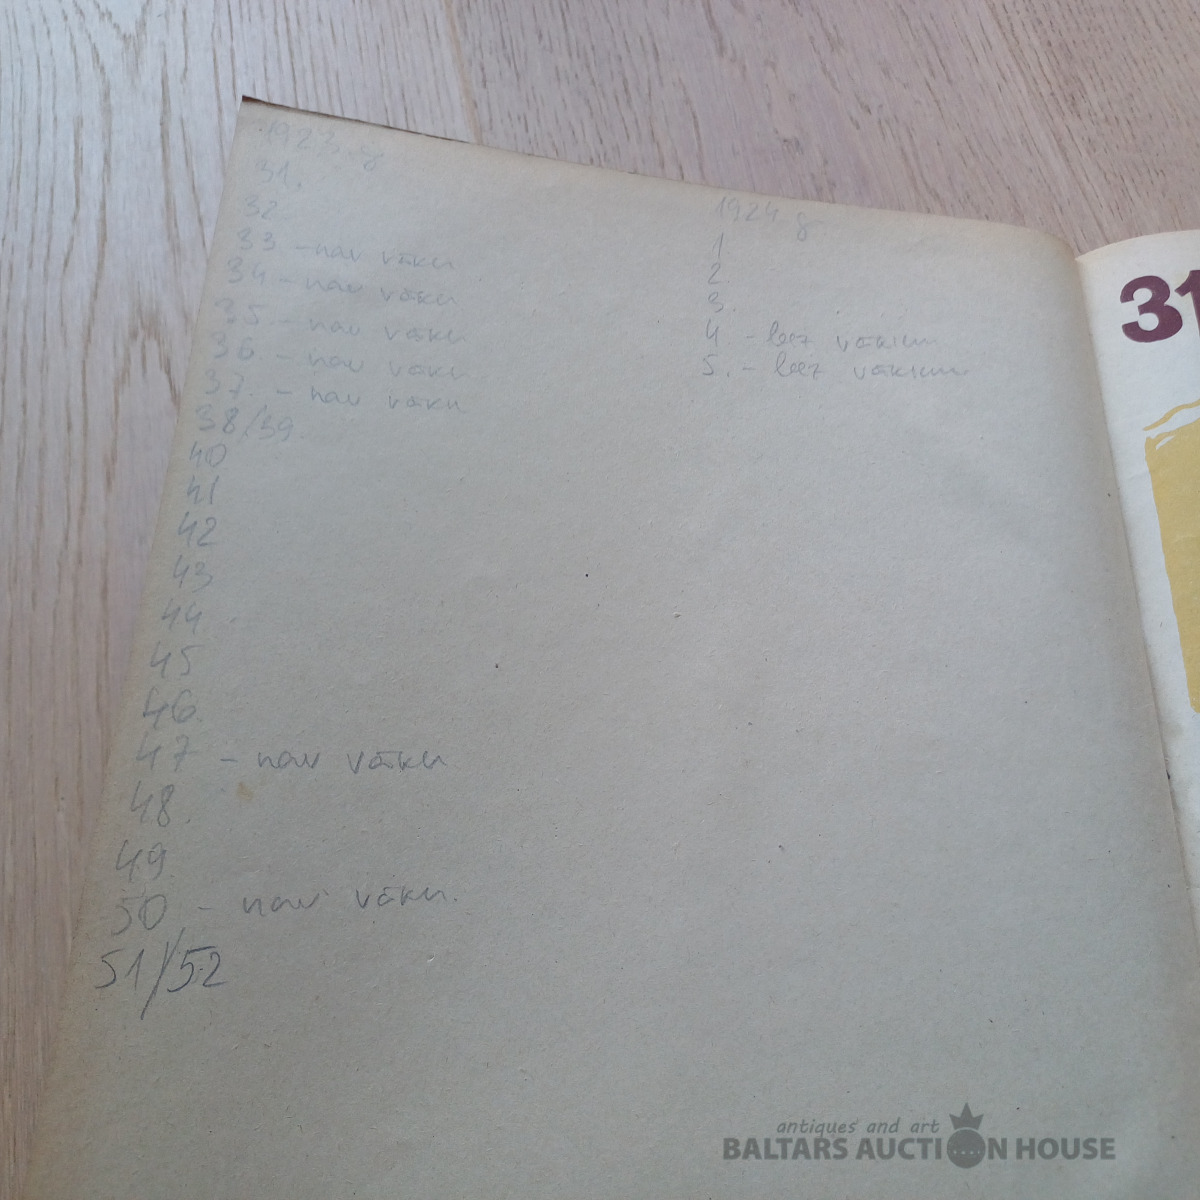 1923. g
31.
32
33. - nav vāku
34 - nav vāku
35. - nav vāku
36. - nav vāku
37. - nav vāku
38/39.
40
41
42
43
44
45
46.
47 - nav vāku
48.
49.
50 - nav vāku.
51/52
1924 g
1
2.
3.
4 - bez vākiem
5. - bez vākiem
31
antiques and art
BALTARS AUCTION HOUSE